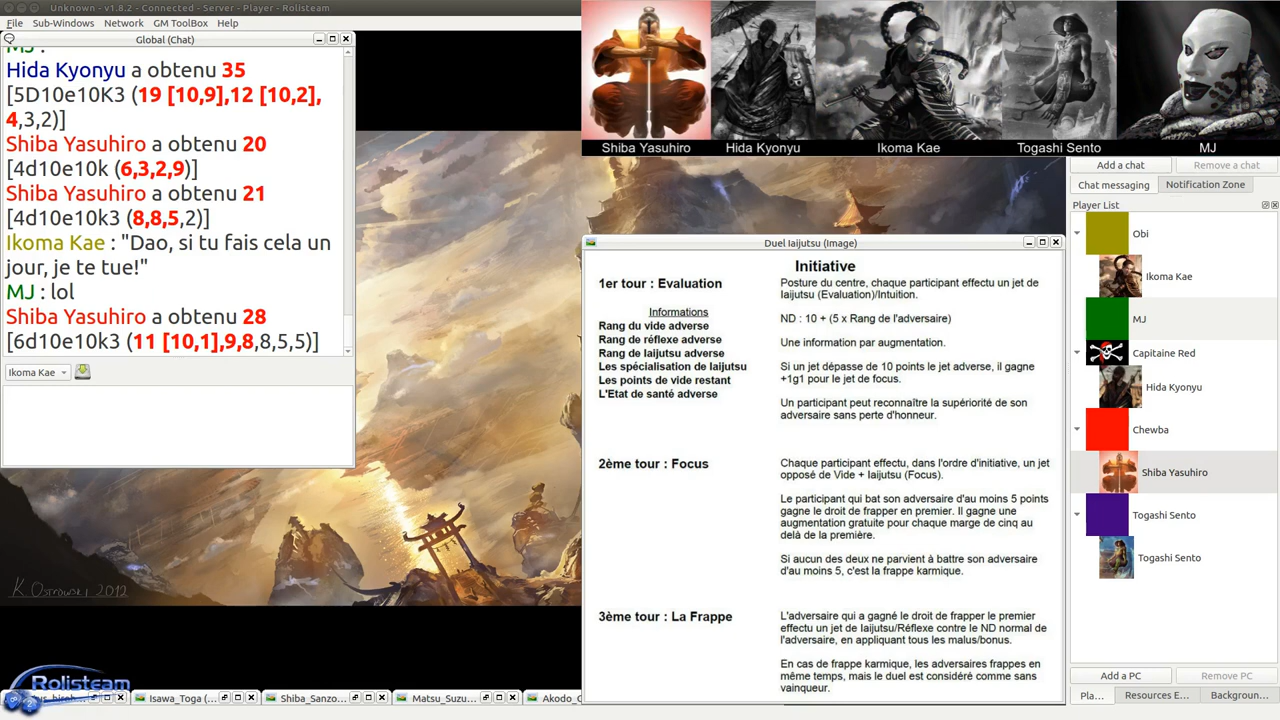 Unknown - v1.8.2 - Connected - Server - Player - Rolisteam
File Sub-Windows Network GM ToolBox Help
Global (Chat)
MJ :
Hida Kyonyu a obtenu 35
[5D10e10K3 (19 [10,9],12 [10,2],
4,3,2)]
Shiba Yasuhiro a obtenu 20
[4d10e10k (6,3,2,9)]
Shiba Yasuhiro a obtenu 21
[4d10e10k3 (8,8,5,2)]
Ikoma Kae : "Dao, si tu fais cela un
jour, je te tue!"
MJ : lol
Shiba Yasuhiro a obtenu 28
[6d10e10k3 (11 [10,1],9,8,8,5,5)]
Ikoma Kae
K OSTROWSKI 2012
Rolisteam
Isawa_Toga (...
Shiba_Sanzo...
Matsu_Suzu...
Akodo_
Shiba Yasuhiro
Hida Kyonyu
Ikoma Kae
Togashi Sento
MJ
Duel Iaijutsu (Image)
Initiative
1er tour : Evaluation
Posture du centre, chaque participant effectu un jet de
Iaijutsu (Evaluation)/Intuition.
Informations
Rang du vide adverse
Rang de réflexe adverse
Rang de Iaijutsu adverse
Les spécialisation de Iaijutsu
Les points de vide restant
L'Etat de santé adverse
ND : 10 + (5 x Rang de l'adversaire)
Une information par augmentation.
Si un jet dépasse de 10 points le jet adverse, il gagne
+1g1 pour le jet de focus.
Un participant peut reconnaître la supériorité de son
adversaire sans perte d'honneur.
2ème tour : Focus
Chaque participant effectu, dans l'ordre d'initiative, un jet
opposé de Vide + Iaijutsu (Focus).
Le participant qui bat son adversaire d'au moins 5 points
gagne le droit de frapper en premier. Il gagne une
augmentation gratuite pour chaque marge de cinq au
delà de la première.
Si aucun des deux ne parvient à battre son adversaire
d'au moins 5, c'est la frappe karmique.
3ème tour : La Frappe
L'adversaire qui a gagné le droit de frapper le premier
effectu un jet de Iaijutsu/Réflexe contre le ND normal de
l'adversaire, en appliquant tous les malus/bonus.
En cas de frappe karmique, les adversaires frappes en
même temps, mais le duel est considéré comme sans
vainqueur.
Add a chat
Remove a chat
Chat messaging
Notification Zone
Player List
Obi
Ikoma Kae
MJ
Capitaine Red
Hida Kyonyu
Chewba
Shiba Yasuhiro
Togashi Sento
Togashi Sento
Add a PC
Remove PC
Pla...
Resources E...
Backgroun...